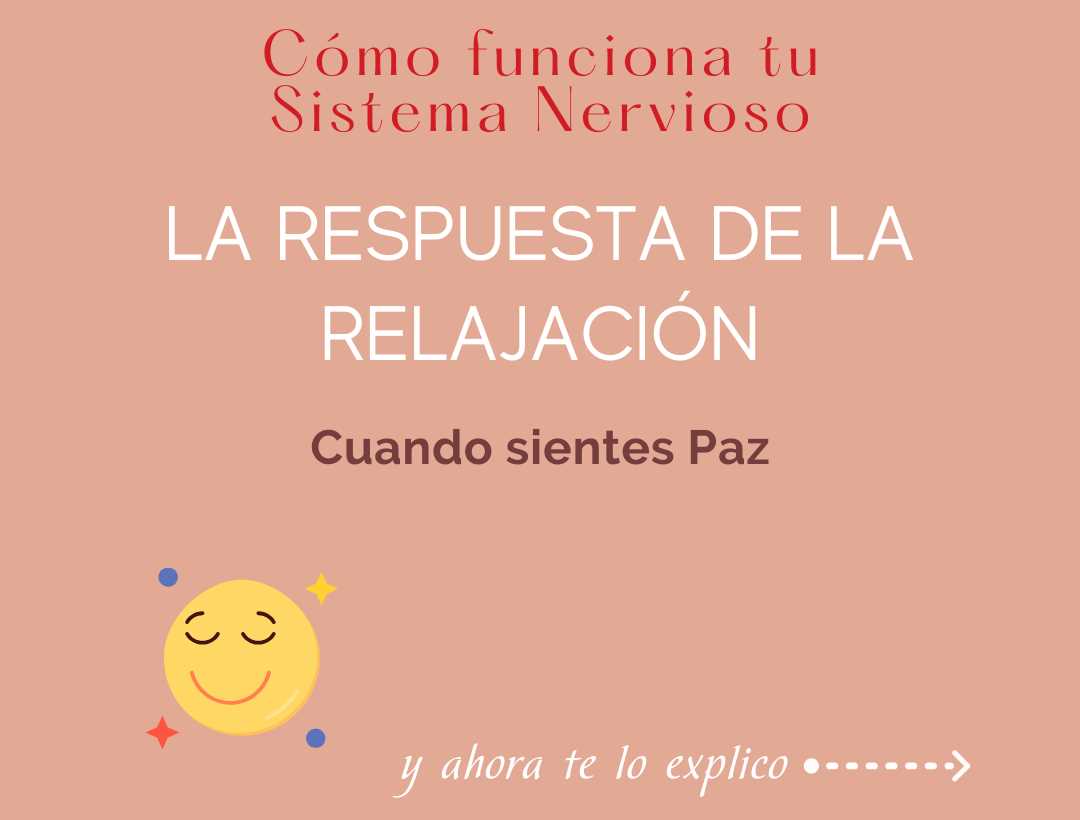 Cómo funciona tu
Sistema Nervioso
LA RESPUESTA DE LA
RELAJACIÓN
Cuando sientes Paz
y ahora te lo explico